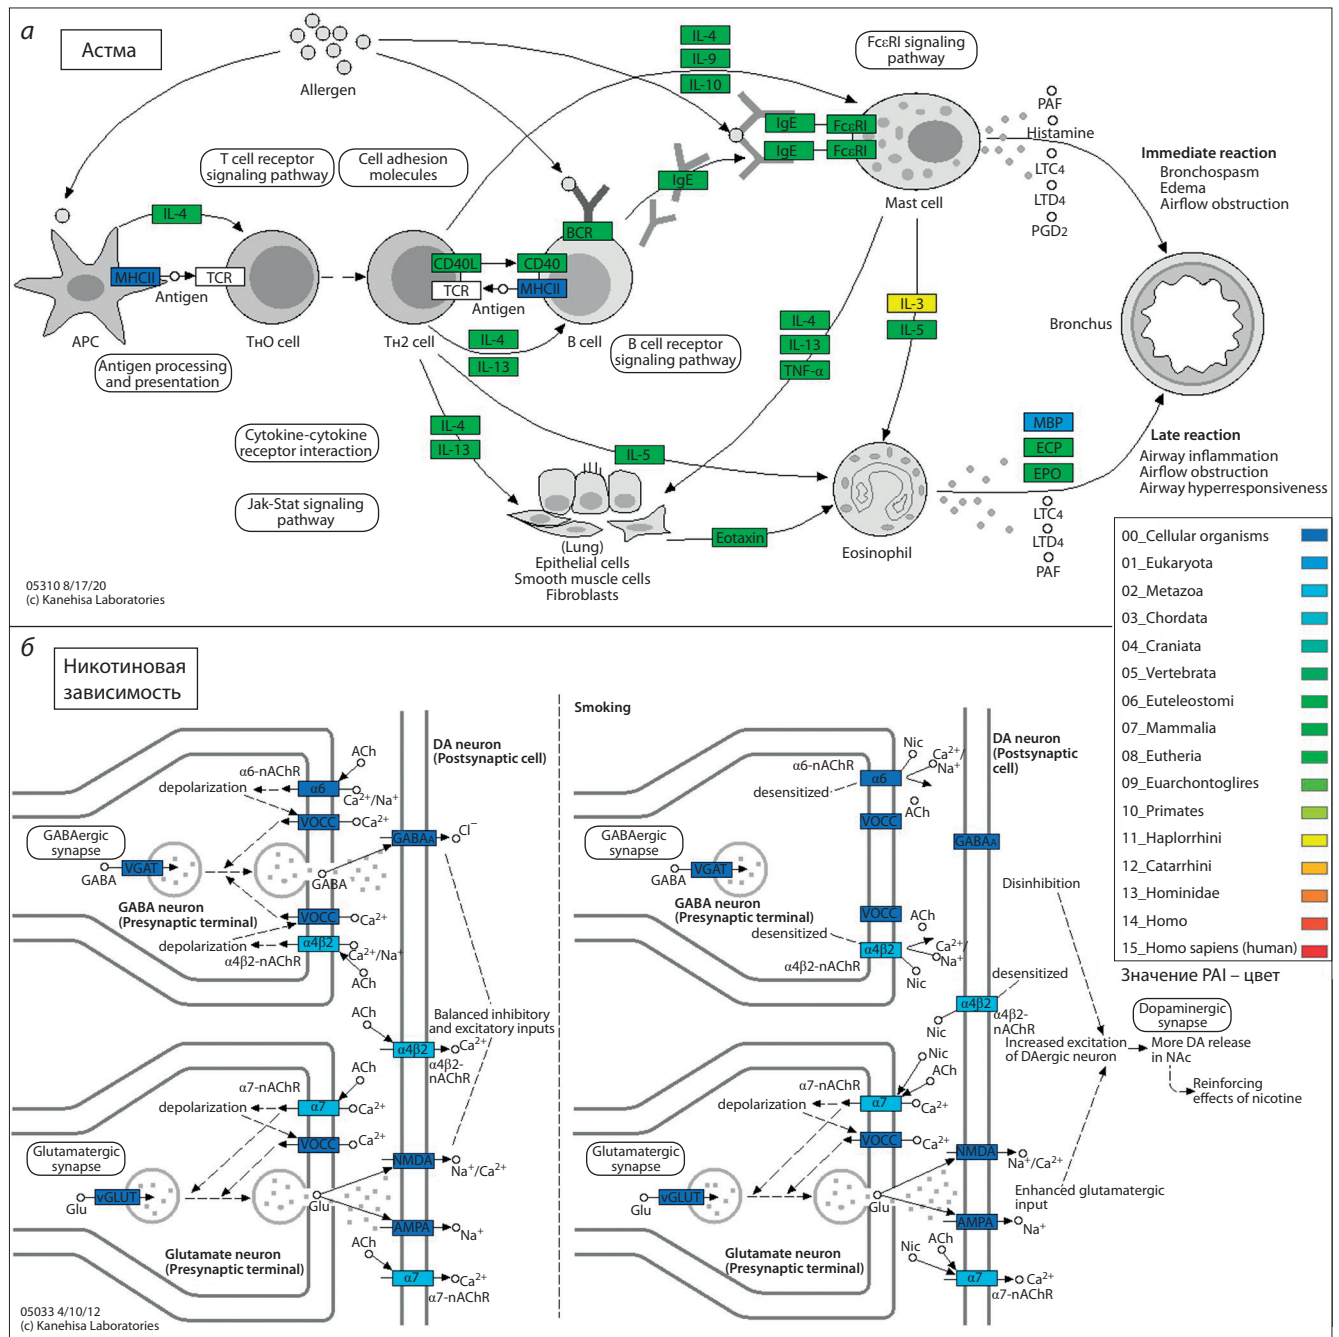 а
Астма
Allergen
IL-4
IL-9
IL-10
FcεRI signaling
pathway
T cell receptor
signaling pathway
Cell adhesion
molecules
IgE
FcεRI
IgE
FcεRI
IgE
PAF
Histamine
LTC4
LTD4
PGD2
Immediate reaction
Bronchospasm
Edema
Airflow obstruction
Mast cell
IL-4
BCR
MHCII
Antigen
TCR
CD40L
CD40
TCR
MHCII
Antigen
APC
TH0 cell
TH2 cell
B cell
IL-4
IL-13
B cell receptor
signaling pathway
IL-4
IL-13
TNF-α
IL-3
IL-5
Bronchus
Antigen processing
and presentation
Cytokine-cytokine
receptor interaction
IL-4
IL-13
IL-5
MBP
ECP
EPO
Late reaction
Airway inflammation
Airflow obstruction
Airway hyperresponsiveness
Jak-Stat signaling
pathway
LTC4
LTD4
PAF
Eotaxin
Eosinophil
(Lung)
Epithelial cells
Smooth muscle cells
Fibroblasts
05310 8/17/20
(c) Kanehisa Laboratories
00_Cellular organisms
01_Eukaryota
02_Metazoa
03_Chordata
04_Craniata
05_Vertebrata
06_Euteleostomi
07_Mammalia
08_Eutheria
09_Euarchontoglires
10_Primates
11_Haplorrhini
12_Catarrhini
13_Hominidae
14_Homo
15_Homo sapiens (human)
Значение PAI – цвет
б
Никотиновая
зависимость
DA neuron
(Postsynaptic cell)
ACh
α6-nAChR
depolarization
α6
Ca²⁺/Na⁺
VOCC
Ca²⁺
GABAergic
synapse
GABAA
Cl⁻
VGAT
GABA
GABA
GABA neuron
(Presynaptic terminal)
VOCC
Ca²⁺
depolarization
α4β2
Ca²⁺/Na⁺
α4β2-nAChR
ACh
ACh
Balanced inhibitory
and excitatory inputs
α4β2
Ca²⁺
α4β2-
nAChR
ACh
α7-nAChR
depolarization
α7
Ca²⁺
VOCC
Ca²⁺
Glutamatergic
synapse
NMDA
Na⁺/Ca²⁺
vGLUT
Glu
Glu
AMPA
Na⁺
ACh
Glutamate neuron
(Presynaptic terminal)
α7
Ca²⁺
α7-nAChR
05033 4/10/12
(c) Kanehisa Laboratories
Smoking
DA neuron
(Postsynaptic
cell)
Nic
Ca²⁺/
Na⁺
α6-nAChR
α6
desensitized
ACh
VOCC
GABAergic
synapse
GABAA
VGAT
GABA
Disinhibition
GABA neuron
(Presynaptic terminal)
VOCC
ACh
desensitized
α4β2
Ca²⁺/
Na⁺
α4β2-nAChR
Nic
desensitized
α4β2
α4β2-
nAChR
Nic
Dopaminergic
synapse
Increased excitation
of DAergic neuron
More DA release
in NAc
Reinforcing
effects of nicotine
Nic
ACh
α7-nAChR
depolarization
α7
Ca²⁺
VOCC
Ca²⁺
Glutamatergic
synapse
NMDA
Na⁺/Ca²⁺
vGLUT
Glu
Glu
Enhanced glutamatergic
input
AMPA
Na⁺
Nic
ACh
Glutamate neuron
(Presynaptic terminal)
α7
Ca²⁺
α7-nAChR